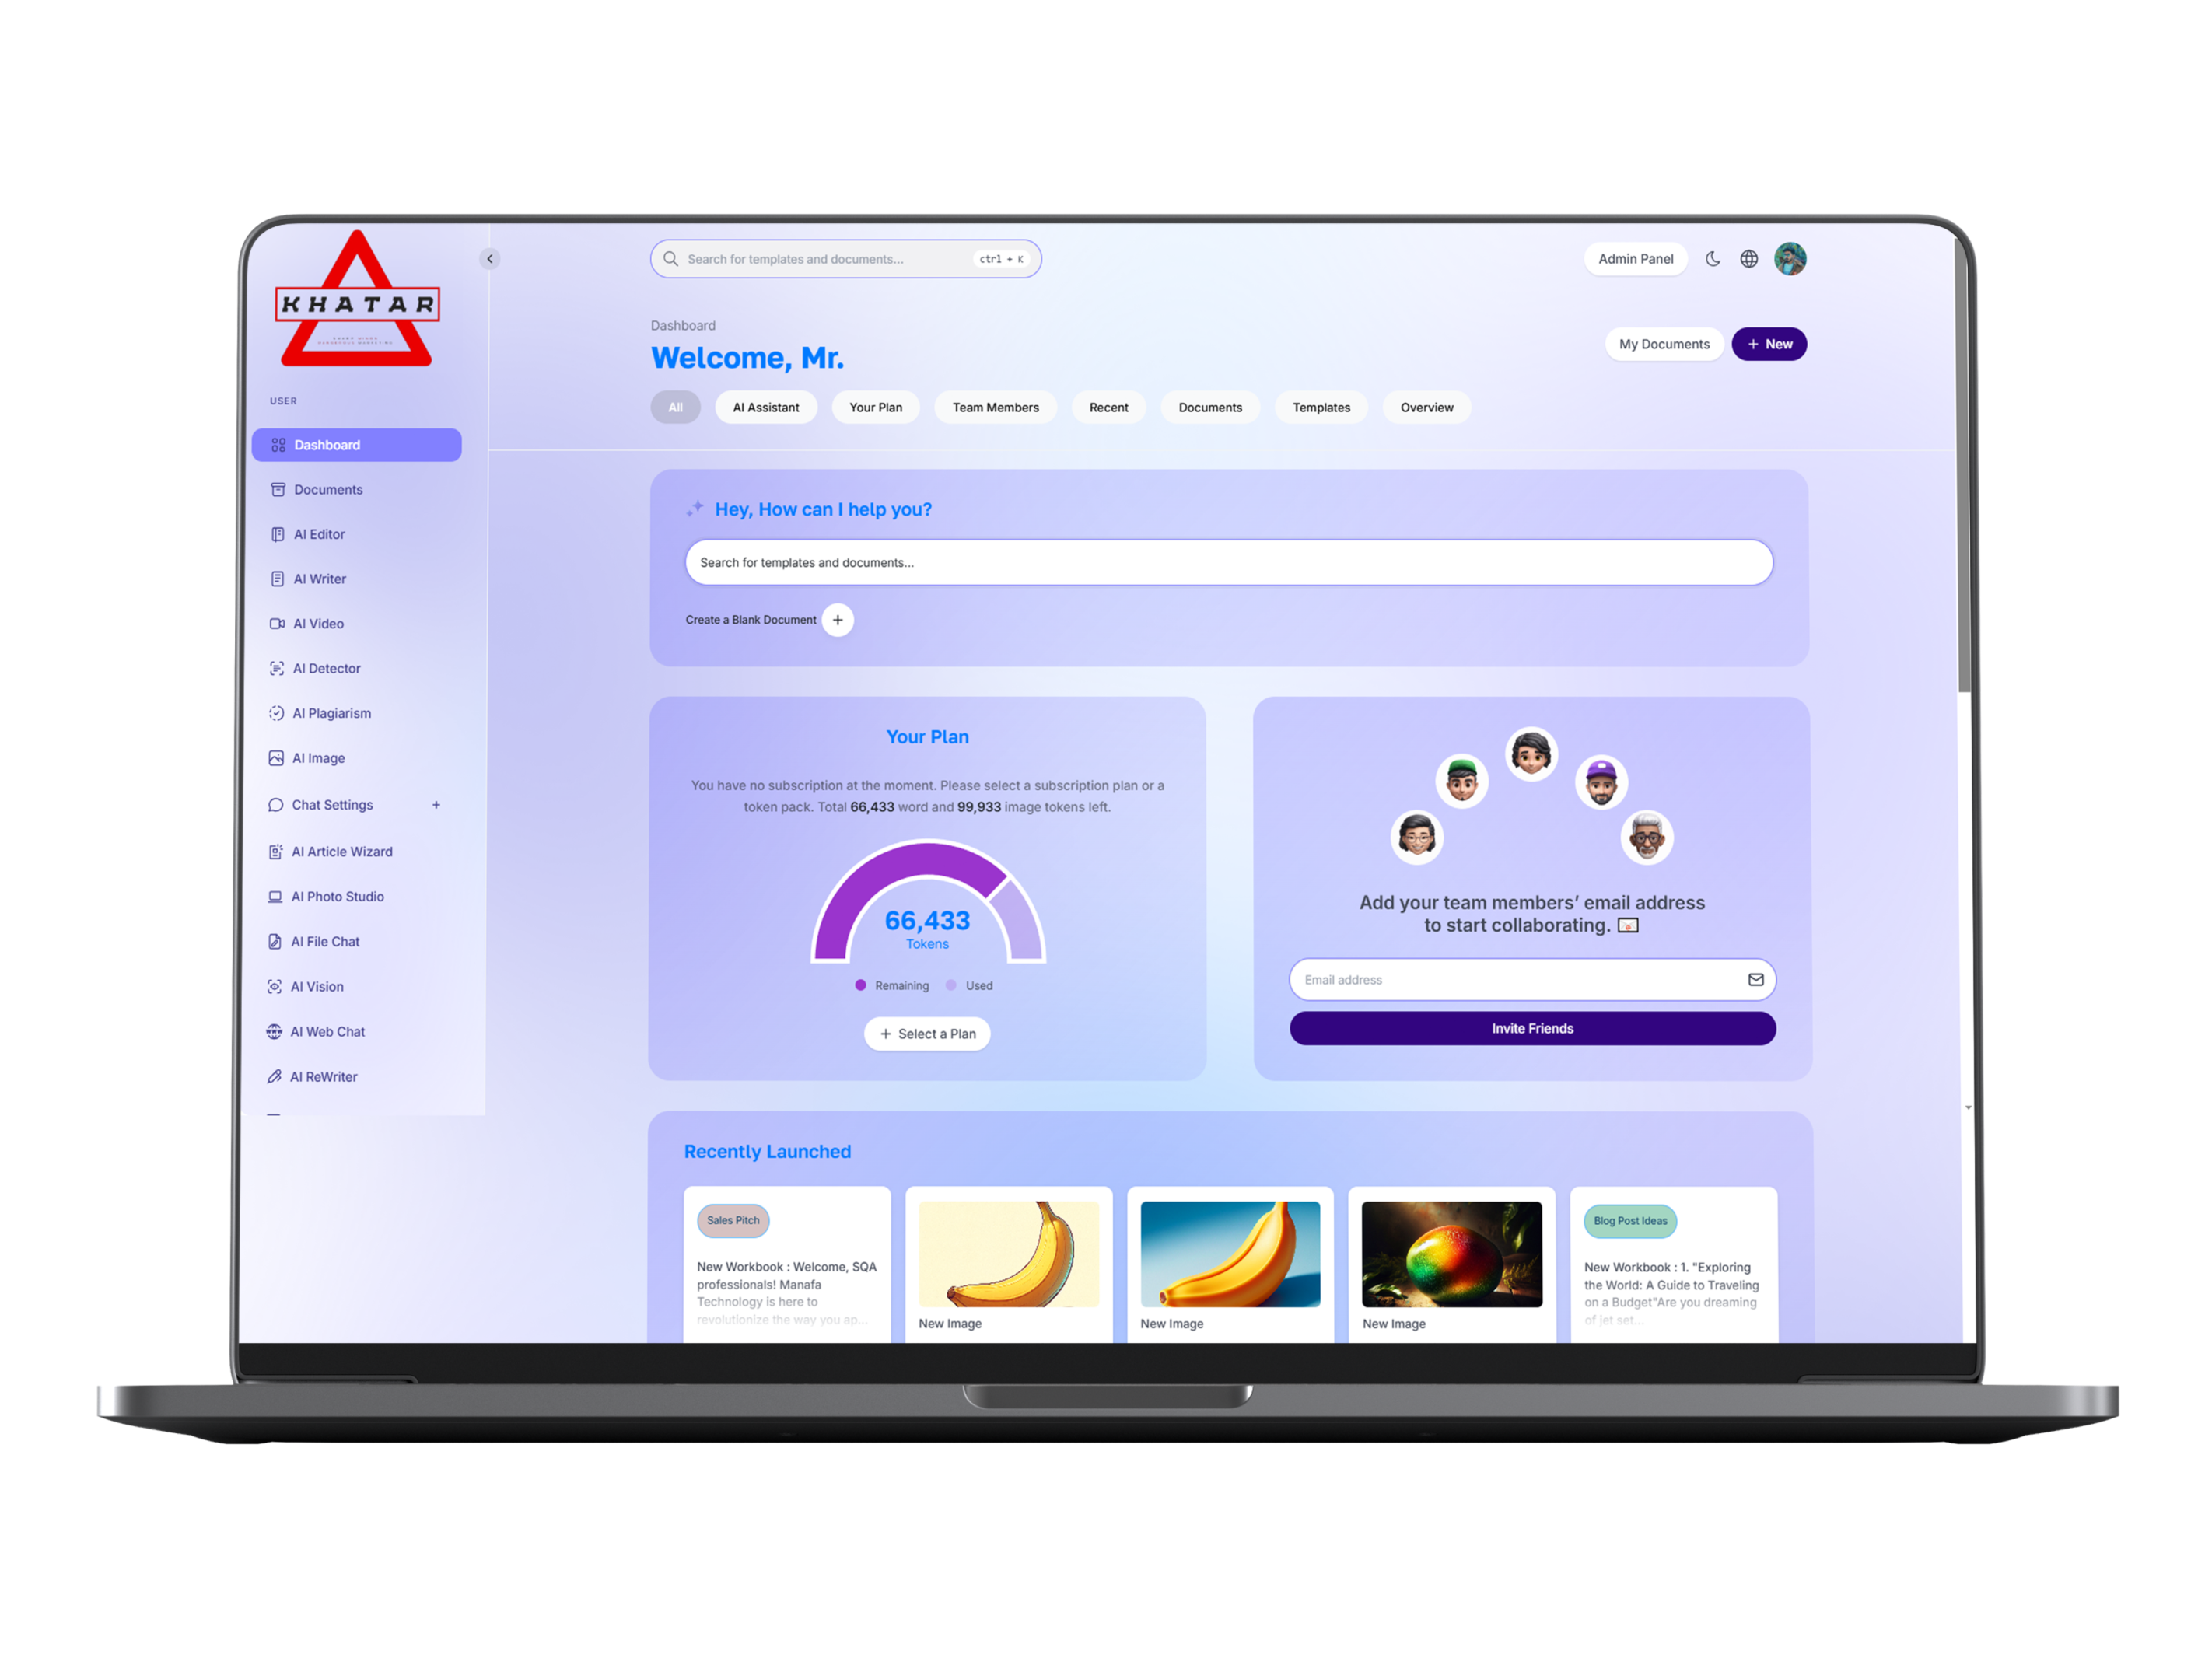 KHATAR
USER
Dashboard
Documents
AI Editor
AI Writer
AI Video
AI Detector
AI Plagiarism
AI Image
Chat Settings +
AI Article Wizard
AI Photo Studio
AI File Chat
AI Vision
AI Web Chat
AI ReWriter
Search for templates and documents... ctrl + K
Admin Panel
Dashboard
Welcome, Mr.
My Documents
+ New
All AI Assistant Your Plan Team Members Recent Documents Templates Overview
Hey, How can I help you?
Search for templates and documents...
Create a Blank Document +
Your Plan
You have no subscription at the moment. Please select a subscription plan or a
token pack. Total 66,433 word and 99,933 image tokens left.
66,433
Tokens
Remaining Used
+ Select a Plan
Add your team members’ email address
to start collaborating.
Email address
Invite Friends
Recently Launched
Sales Pitch
New Workbook : Welcome, SQA
professionals! Manafa
Technology is here to
revolutionize the way you ap...
New Image
New Image
New Image
Blog Post Ideas
New Workbook : 1. "Exploring
the World: A Guide to Traveling
on a Budget"Are you dreaming
of jet set...